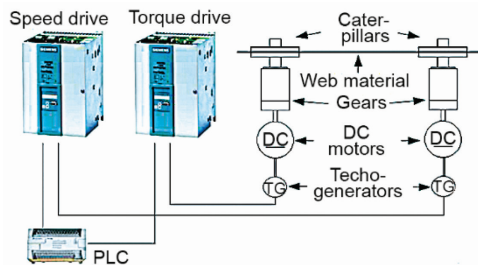 Speed drive
Torque drive
Cater-
pillars
Web material
Gears
DC
DC
motors
DC
Techo-
generators
TG
TG
PLC